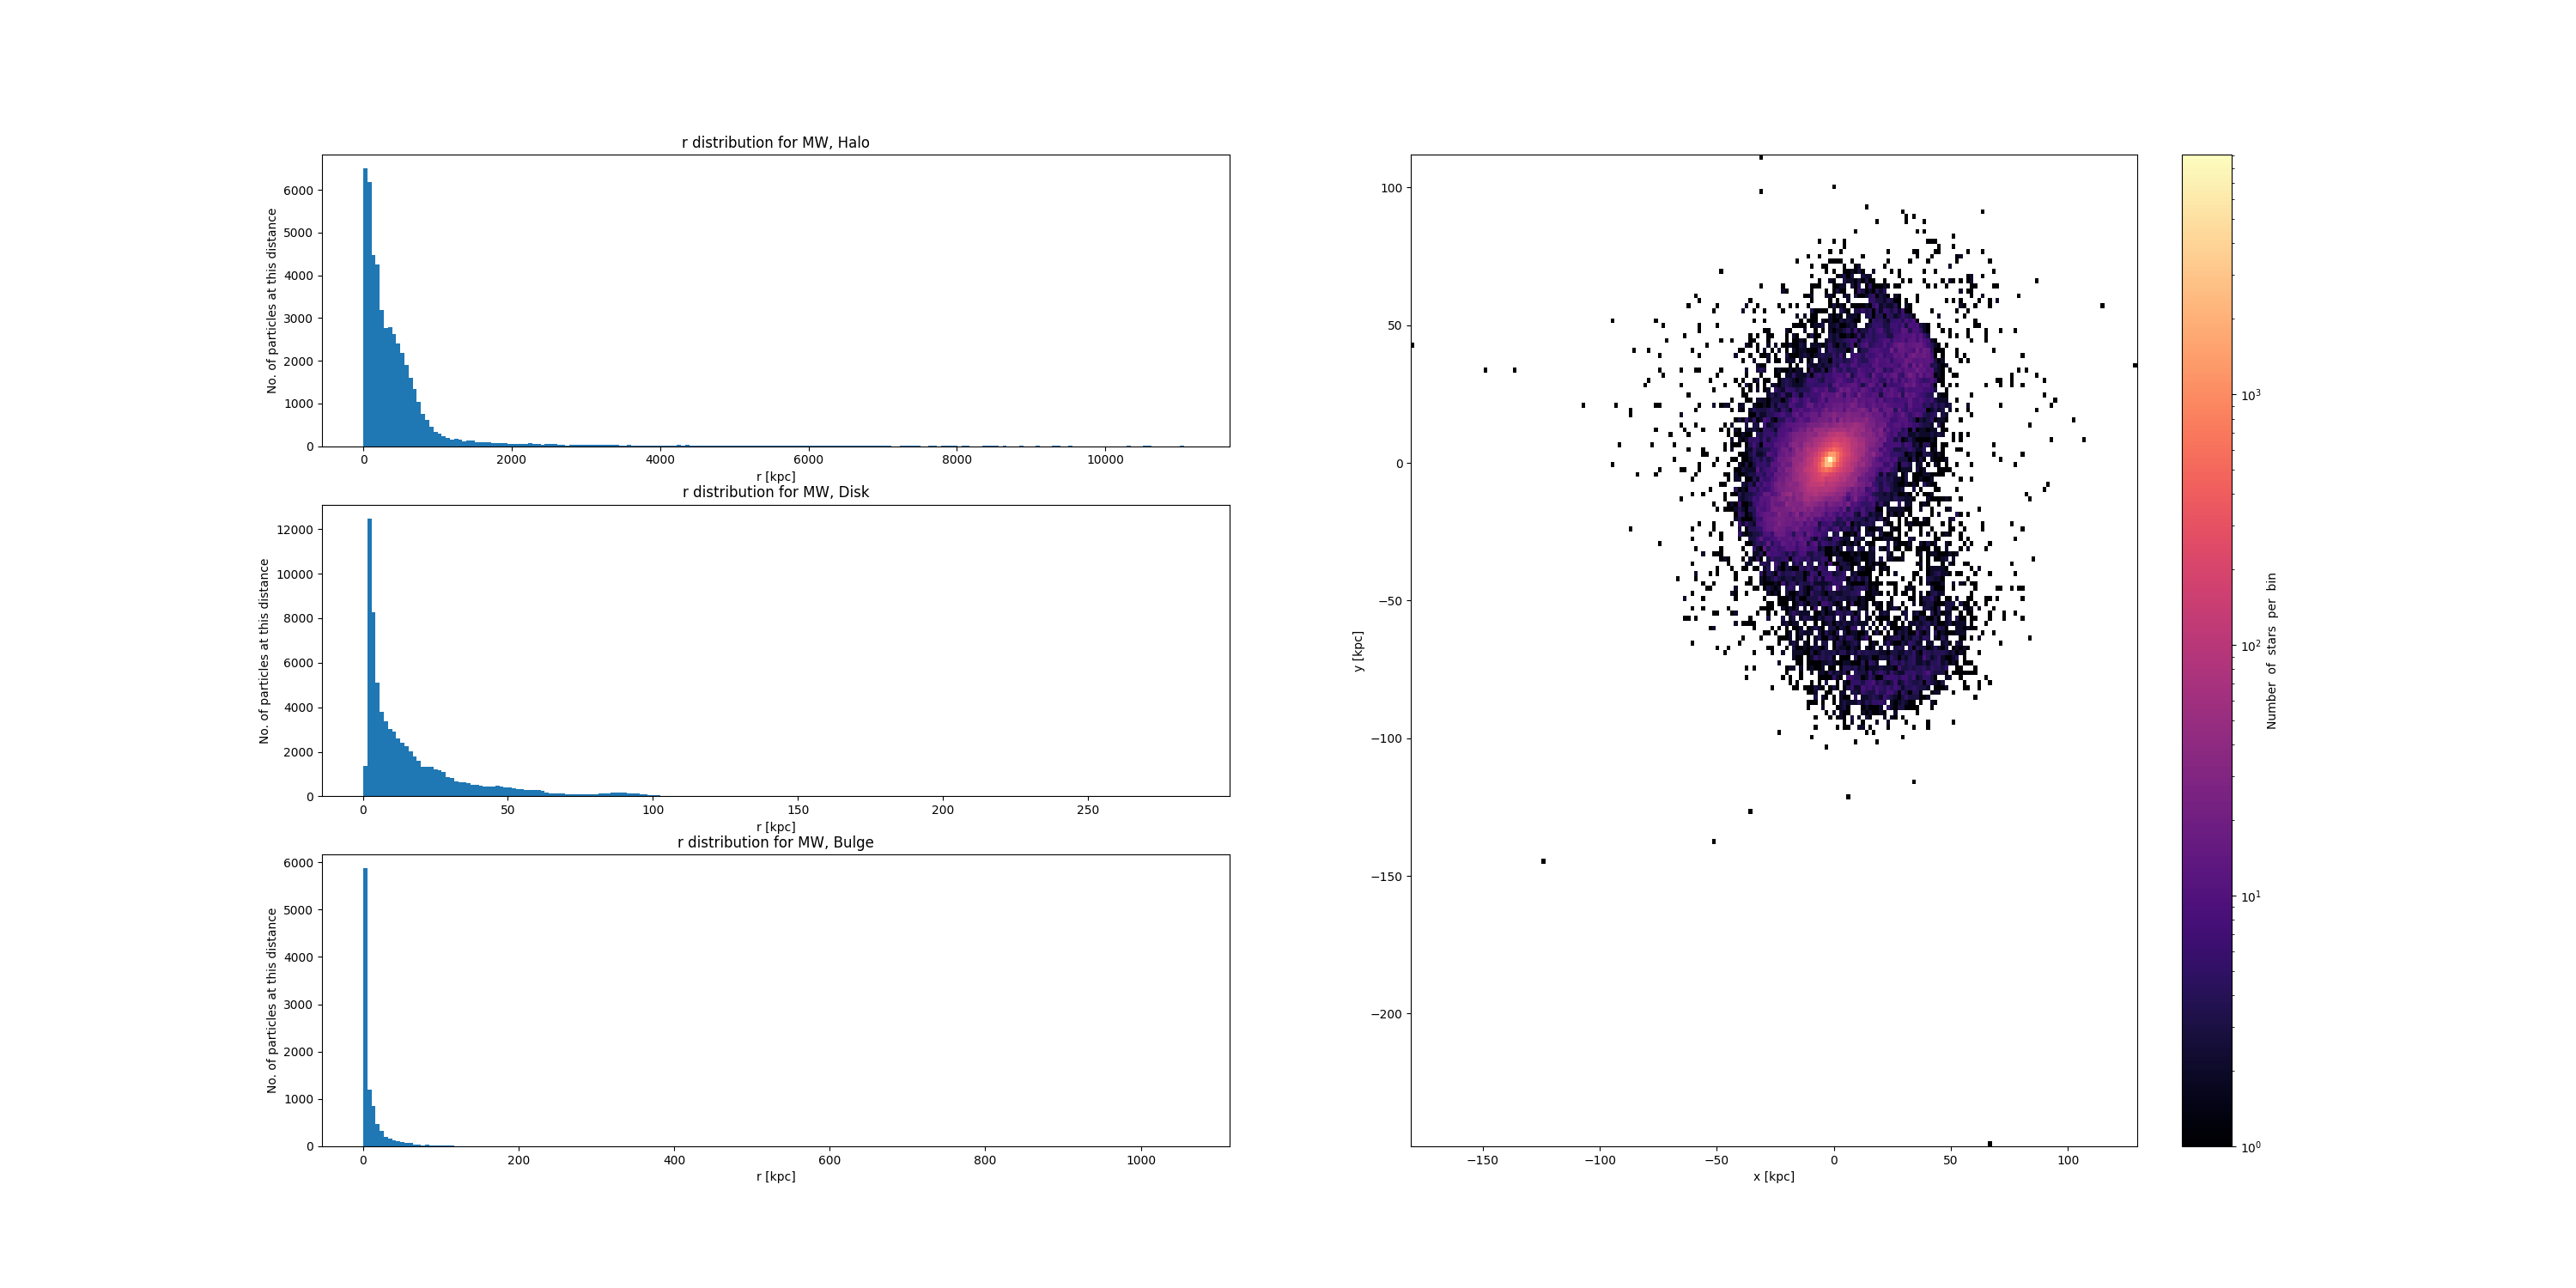 r distribution for MW, Halo
No. of particles at this distance
6000
5000
4000
3000
2000
1000
0
0 2000 4000 6000 8000 10000
r [kpc]
r distribution for MW, Disk
No. of particles at this distance
12000
10000
8000
6000
4000
2000
0
0 50 100 150 200 250
r [kpc]
r distribution for MW, Bulge
No. of particles at this distance
6000
5000
4000
3000
2000
1000
0
0 200 400 600 800 1000
r [kpc]
y [kpc]
100
50
0
−50
−100
−150
−200
−150 −100 −50 0 50 100
x [kpc]
10³
10²
10¹
10⁰
Number of stars per bin